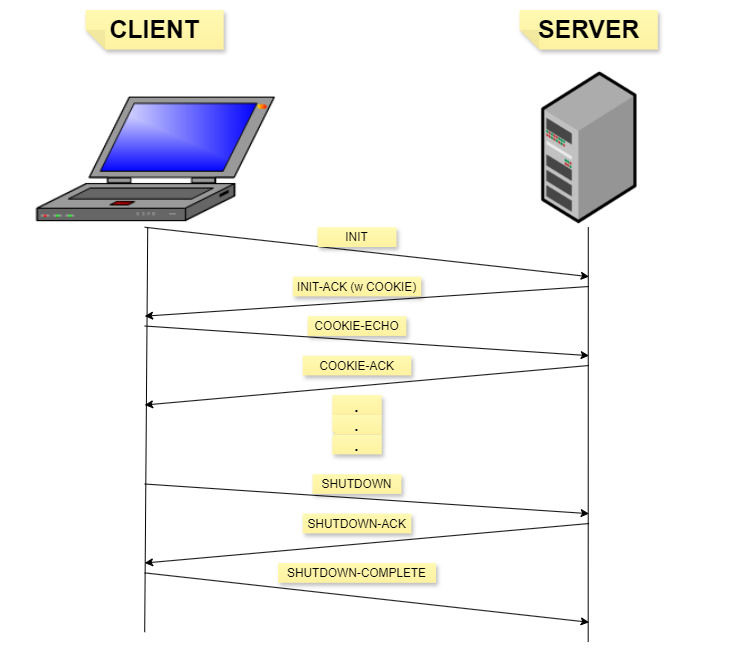 CLIENT
SERVER
INIT
INIT-ACK (w COOKIE)
COOKIE-ECHO
COOKIE-ACK
.
.
.
SHUTDOWN
SHUTDOWN-ACK
SHUTDOWN-COMPLETE